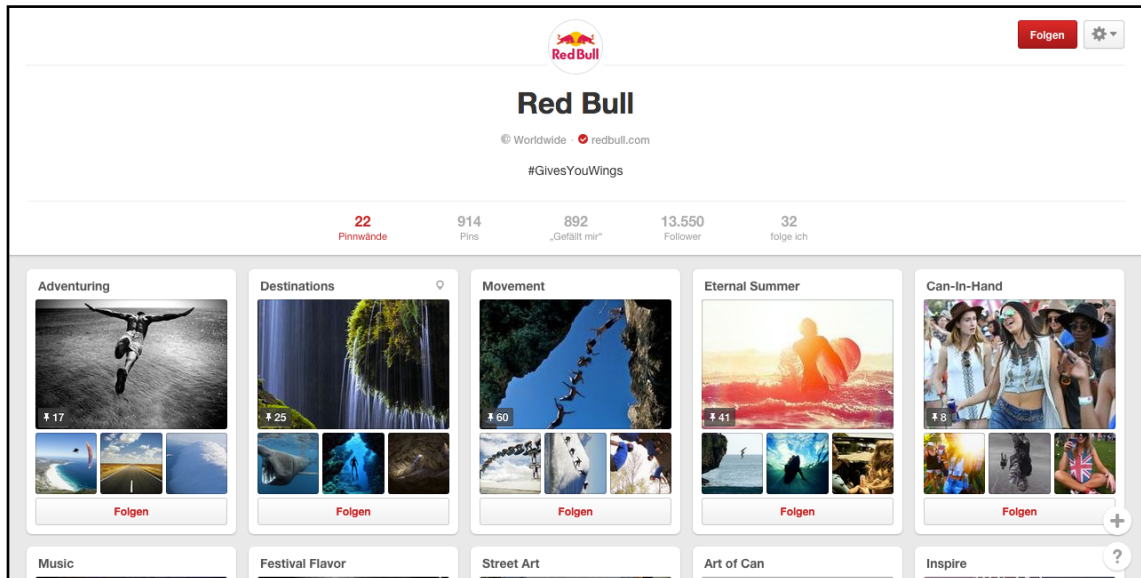 Red Bull
Folgen
Red Bull
Worldwide · redbull.com
#GivesYouWings
22 914 892 13.550 32
Pinnwände Pins „Gefällt mir“ Follower folge ich
Adventuring Destinations Movement Eternal Summer Can-In-Hand
17 25 60 41 8
Folgen Folgen Folgen Folgen Folgen
Music Festival Flavor Street Art Art of Can Inspire